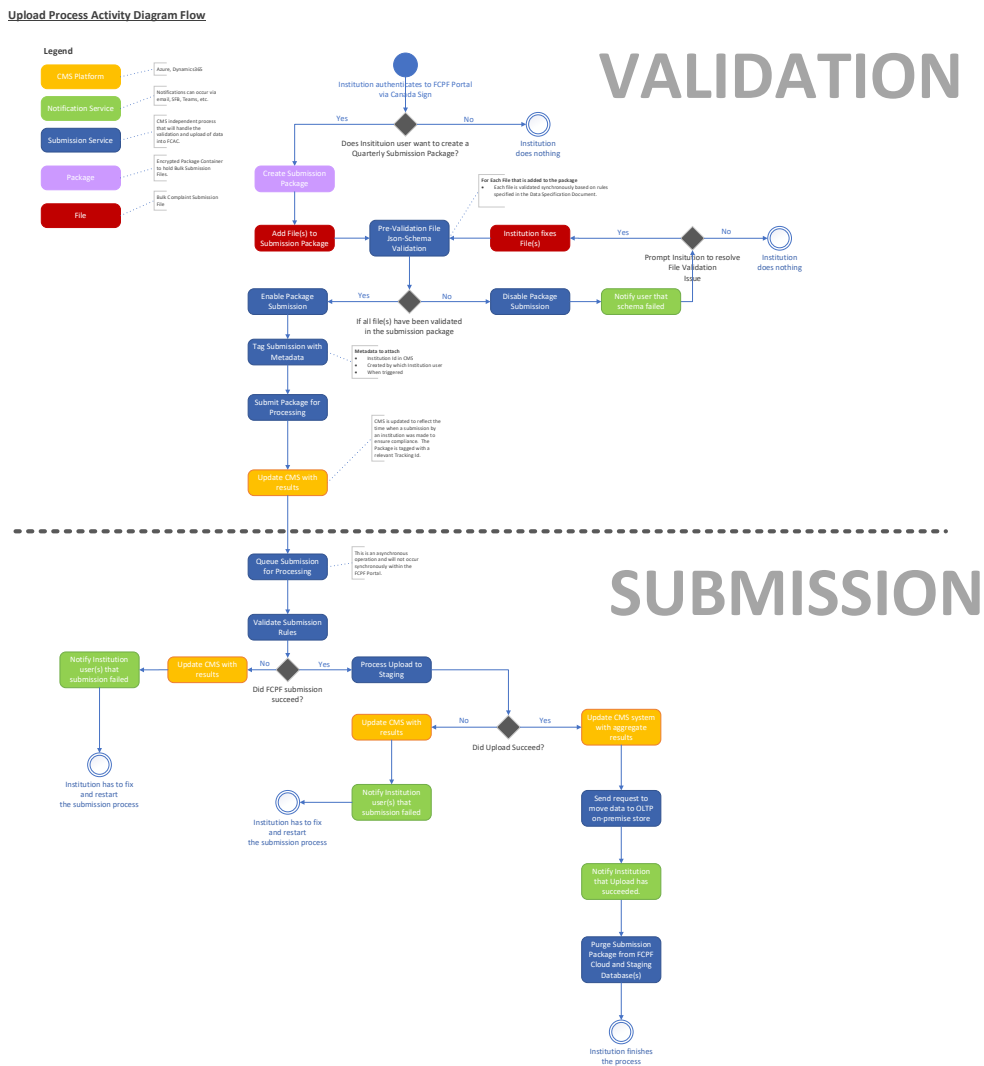 Upload Process Activity Diagram Flow
VALIDATION
Legend
CMS Platform
Azure, Dynamics365
Notification Service
Notifications can occur via
email, SfB, Teams, etc.
Submission Service
CMS independent process
that will handle the
validation and upload of data
into FCAC
Package
Encrypted Package Container
to hold Bulk Submission
Files.
File
Bulk Complaint Submission
File
Institution authenticates to FCPF Portal
via Canada Sign
Yes
No
Does Insitituion user want to create a
Quarterly Submission Package?
Institution
does nothing
Create Submission
Package
For Each File that is added to the package
• Each file is validated synchronously based on rules
specified in the Data Specification Document.
Add File(s) to
Submission Package
Pre-Validation File
Json-Schema
Validation
Institution fixes
File(s)
Yes
No
Prompt Insitution to resolve
File Validation
Issue
Institution
does nothing
Enable Package
Submission
Yes
No
If all file(s) have been validated
in the submission package
Disable Package
Submission
Notify user that
schema failed
Tag Submission with
Metadata
Metadata to attach
• Institution Id in CMS
• Created by which Institution user
• When triggered
Submit Package for
Processing
CMS is updated to reflect the
time when a submission by
an institution was made to
ensure compliance. The
Package is tagged with a
relevant Tracking Id.
Update CMS with
results
SUBMISSION
Queue Submission
for Processing
This is an asynchronous
operation and will not occur
synchronously within the
FCPF Portal.
Validate Submission
Rules
Notify Institution
user(s) that
submission failed
Update CMS with
results
No
Yes
Did FCPF submission
succeed?
Process Upload to
Staging
Update CMS with
results
No
Yes
Did Upload Succeed?
Update CMS system
with aggregate
results
Institution has to fix
and restart
the submission process
Institution has to fix
and restart
the submission process
Notify Institution
user(s) that
submission failed
Send request to
move data to OLTP
on-premise store
Notify Institution
that Upload has
succeeded.
Purge Submission
Package from FCPF
Cloud and Staging
Database(s)
Institution finishes
the process